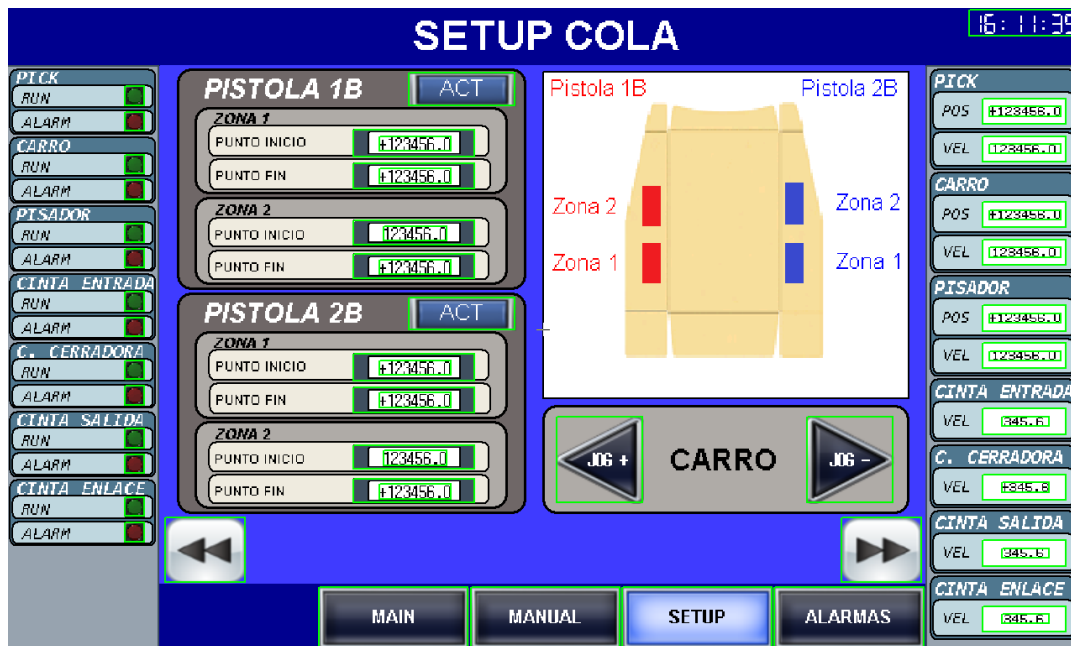 SETUP COLA
16:11:39
PICK
RUN
ALARM
CARRO
RUN
ALARM
PISADOR
RUN
ALARM
CINTA ENTRADA
RUN
ALARM
C. CERRADORA
RUN
ALARM
CINTA SALIDA
RUN
ALARM
CINTA ENLACE
RUN
ALARM
PISTOLA 1B ACT
ZONA 1
PUNTO INICIO +123456.0
PUNTO FIN +123456.0
ZONA 2
PUNTO INICIO 123456.0
PUNTO FIN +123456.0
PISTOLA 2B ACT
ZONA 1
PUNTO INICIO +123456.0
PUNTO FIN +123456.0
ZONA 2
PUNTO INICIO 123456.0
PUNTO FIN +123456.0
Pistola 1B Pistola 2B
Zona 2 Zona 2
Zona 1 Zona 1
JOG + CARRO JOG -
PICK
POS +123456.0
VEL 123456.0
CARRO
POS +123456.0
VEL 123456.0
PISADOR
POS +123456.0
VEL 123456.0
CINTA ENTRADA
VEL 345.6
C. CERRADORA
VEL +345.6
CINTA SALIDA
VEL 345.6
CINTA ENLACE
VEL 345.6
MAIN MANUAL SETUP ALARMAS